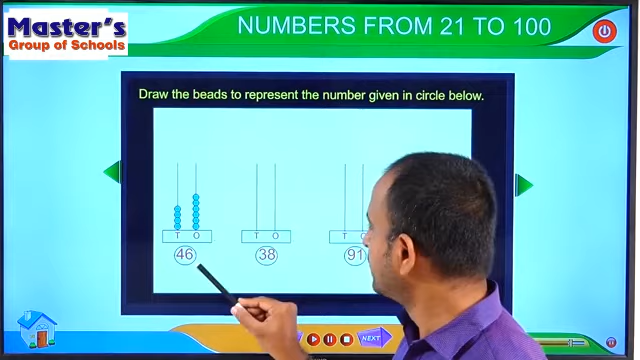 Master's
Group of Schools
NUMBERS FROM 21 TO 100
Draw the beads to represent the number given in circle below.
T O T O T O
46 38 91
NEXT